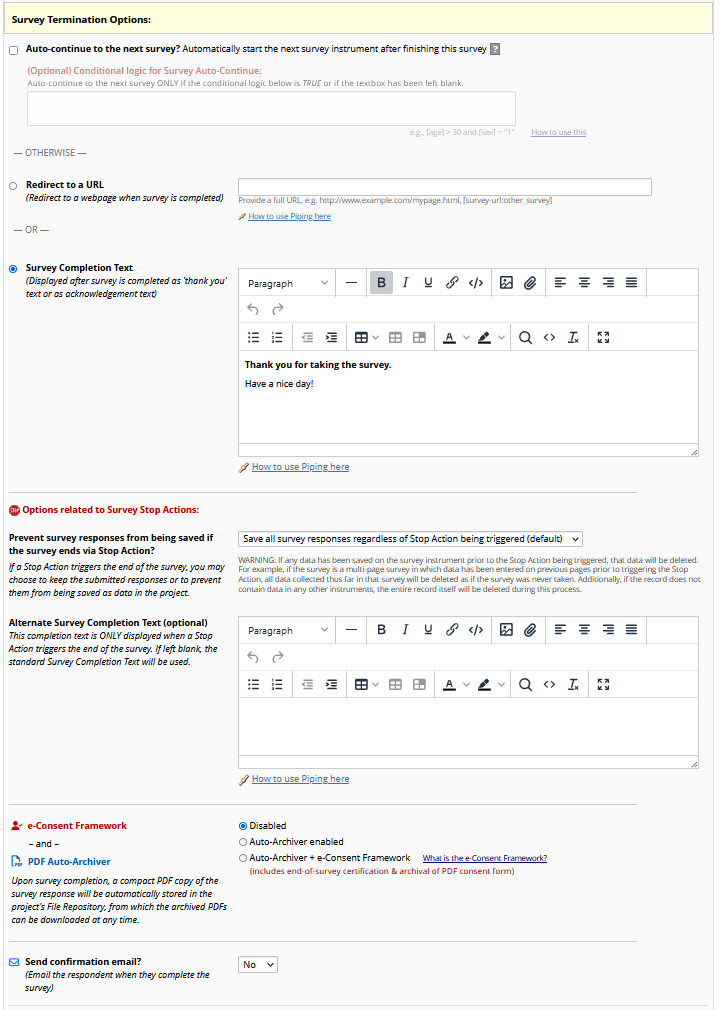 Survey Termination Options:
Auto-continue to the next survey? Automatically start the next survey instrument after finishing this survey ?
(Optional) Conditional logic for Survey Auto-Continue:
Auto-continue to the next survey ONLY if the conditional logic below is TRUE or if the textbox has been left blank.
e.g., [age] > 30 and [sex] = "1" How to use this
— OTHERWISE —
Redirect to a URL
(Redirect to a webpage when survey is completed)
Provide a full URL, e.g. http://www.example.com/mypage.html, [survey-url:other_survey]
How to use Piping here
— OR —
Survey Completion Text
(Displayed after survey is completed as 'thank you'
text or as acknowledgement text)
Paragraph
Thank you for taking the survey.
Have a nice day!
How to use Piping here
Options related to Survey Stop Actions:
Prevent survey responses from being saved if
the survey ends via Stop Action?
If a Stop Action triggers the end of the survey, you may
choose to keep the submitted responses or to prevent
them from being saved as data in the project.
Save all survey responses regardless of Stop Action being triggered (default)
WARNING: If any data has been saved on the survey instrument prior to the Stop Action being triggered, that data will be deleted.
For example, if the survey is a multi-page survey in which data has been entered on previous pages prior to triggering the Stop
Action, all data collected thus far in that survey will be deleted as if the survey was never taken. Additionally, if the record does not
contain data in any other instruments, the entire record itself will be deleted during this process.
Alternate Survey Completion Text (optional)
This completion text is ONLY displayed when a Stop
Action triggers the end of the survey. If left blank, the
standard Survey Completion Text will be used.
Paragraph
How to use Piping here
e-Consent Framework
– and –
PDF Auto-Archiver
Upon survey completion, a compact PDF copy of the
survey response will be automatically stored in the
project's File Repository, from which the archived PDFs
can be downloaded at any time.
Disabled
Auto-Archiver enabled
Auto-Archiver + e-Consent Framework What is the e-Consent Framework?
(includes end-of-survey certification & archival of PDF consent form)
Send confirmation email?
(Email the respondent when they complete the
survey)
No